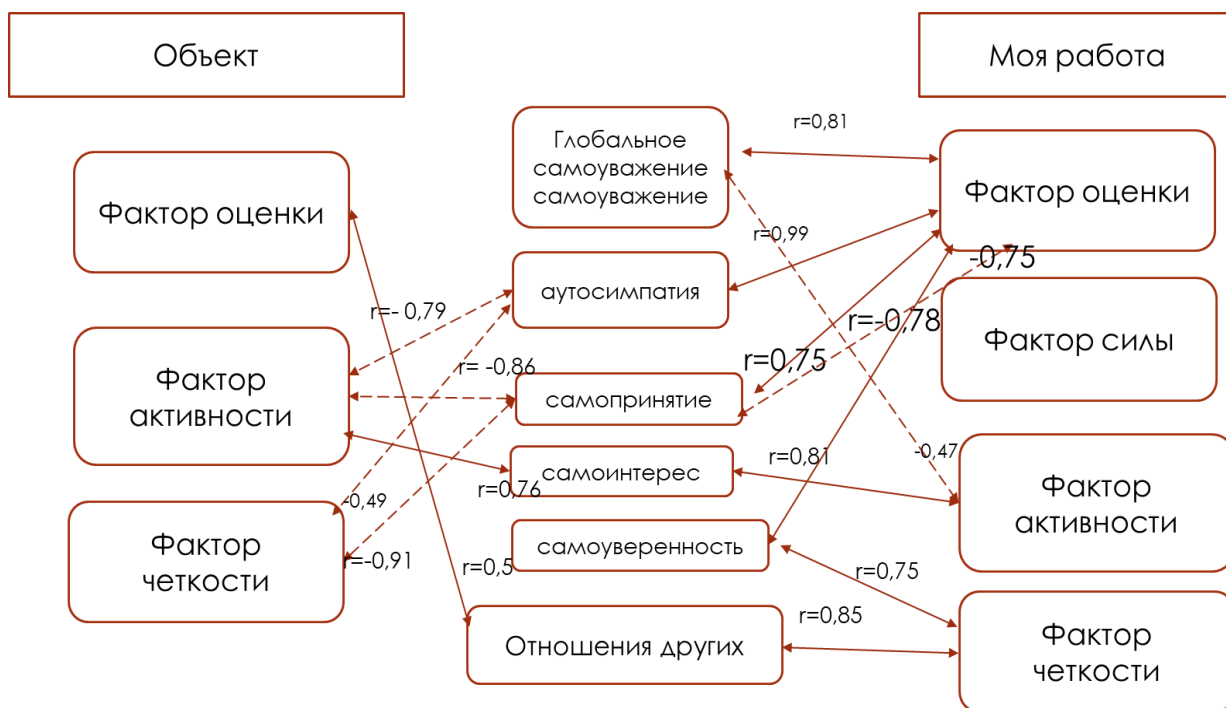 Объект
Моя работа
Глобальное
самоуважение
самоуважение
r=0,81
Фактор оценки
Фактор оценки
r=0,99
-0,75
аутосимпатия
r=- 0,79
r=-0,78
Фактор силы
r= -0,86
r=0,75
Фактор
активности
самопринятие
-0,47
r=0,81
самоинтерес
r=0,76
-0,49
Фактор
активности
Фактор
четкости
самоуверенность
r=-0,91
r=0,5
r=0,75
r=0,85
Отношения других
Фактор
четкости